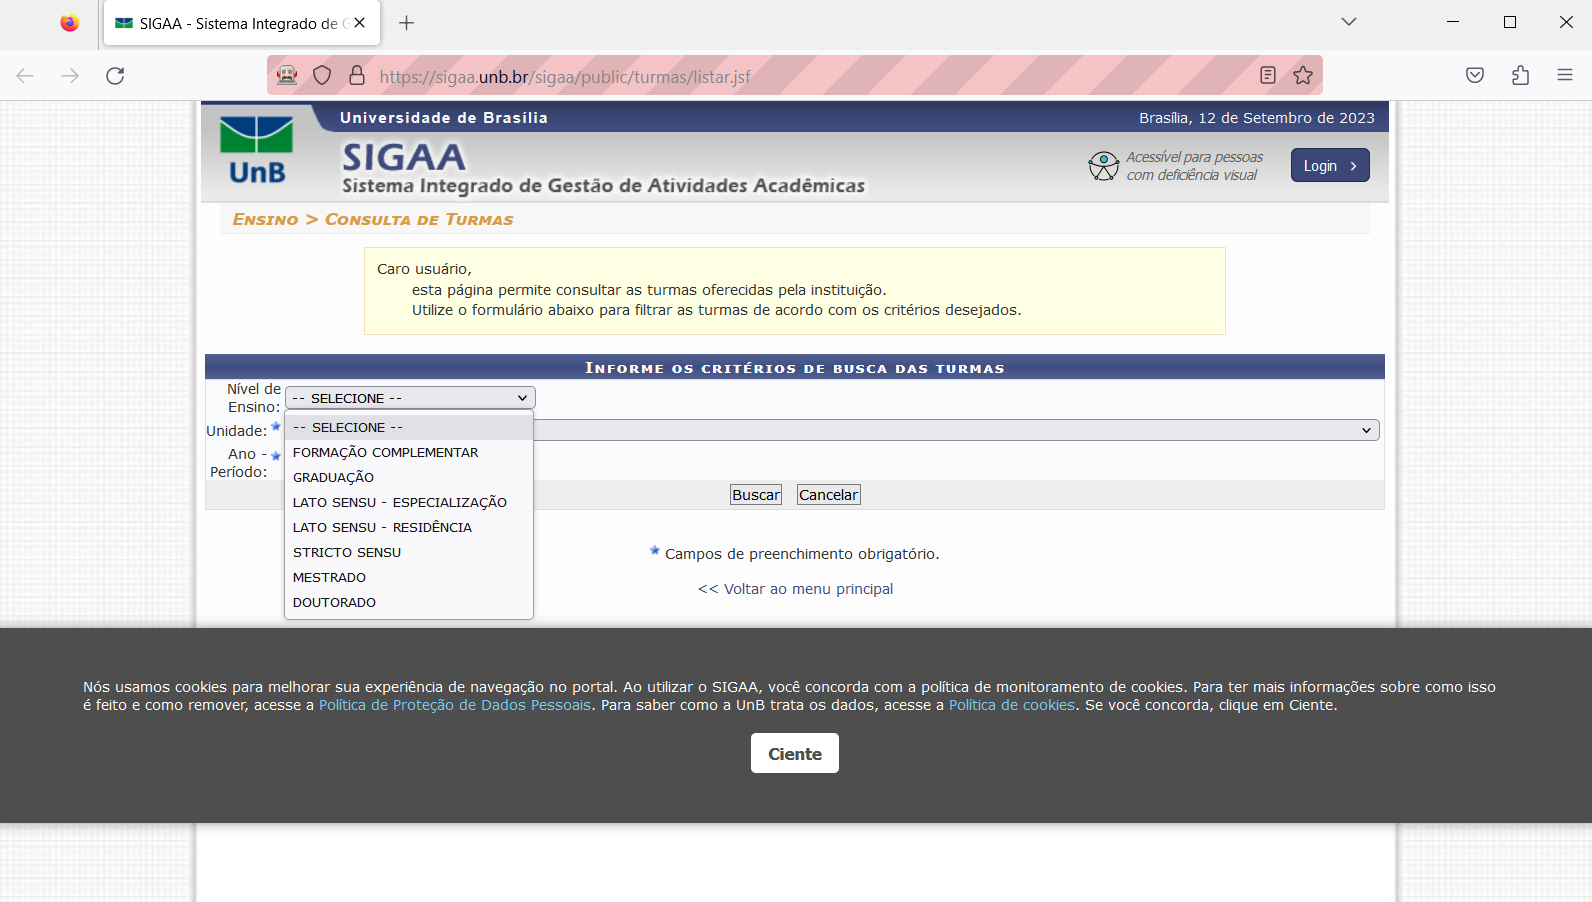 SIGAA - Sistema Integrado de G
https://sigaa.unb.br/sigaa/public/turmas/listar.jsf
Universidade de Brasília
Brasília, 12 de Setembro de 2023
UnB
SIGAA
Sistema Integrado de Gestão de Atividades Acadêmicas
Acessível para pessoas
com deficiência visual
Login
Ensino > Consulta de Turmas
Caro usuário,
esta página permite consultar as turmas oferecidas pela instituição.
Utilize o formulário abaixo para filtrar as turmas de acordo com os critérios desejados.
Informe os critérios de busca das turmas
Nível de
Ensino:
-- SELECIONE --
-- SELECIONE --
FORMAÇÃO COMPLEMENTAR
GRADUAÇÃO
LATO SENSU - ESPECIALIZAÇÃO
LATO SENSU - RESIDÊNCIA
STRICTO SENSU
MESTRADO
DOUTORADO
Unidade:
Ano -
Período:
Buscar
Cancelar
Campos de preenchimento obrigatório.
<< Voltar ao menu principal
Nós usamos cookies para melhorar sua experiência de navegação no portal. Ao utilizar o SIGAA, você concorda com a política de monitoramento de cookies. Para ter mais informações sobre como isso
é feito e como remover, acesse a Política de Proteção de Dados Pessoais. Para saber como a UnB trata os dados, acesse a Política de cookies. Se você concorda, clique em Ciente.
Ciente